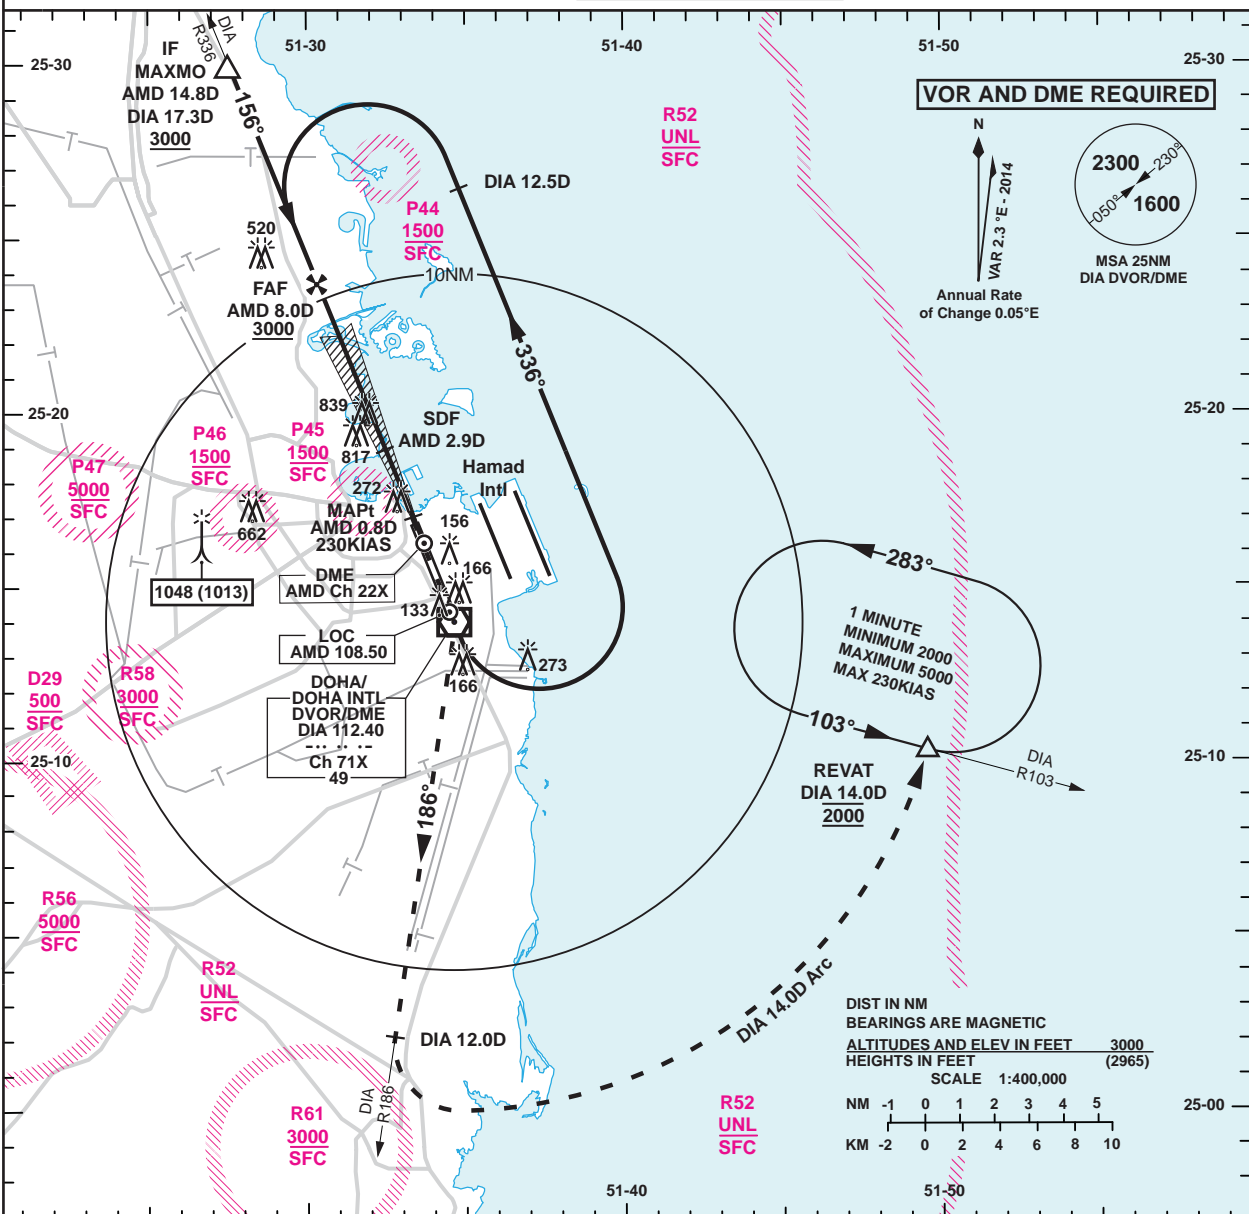 51-30
51-40
51-50
DIA
R336
IF
MAXMO
AMD 14.8D
DIA 17.3D
3000
25-30
25-30
156°
VOR AND DME REQUIRED
R52
UNL
SFC
N
VAR 2.3 °E - 2014
Annual Rate
of Change 0.05°E
2300
230°
050°
1600
MSA 25NM
DIA DVOR/DME
DIA 12.5D
P44
1500
SFC
520
10NM
FAF
AMD 8.0D
3000
336°
25-20
25-20
839
817
SDF
AMD 2.9D
P46
1500
SFC
P45
1500
SFC
P47
5000
SFC
Hamad
Intl
272
MAPt
AMD 0.8D
230KIAS
156
662
1048 (1013)
DME
AMD Ch 22X
166
133
LOC
AMD 108.50
166
273
283°
1 MINUTE
MINIMUM 2000
MAXIMUM 5000
MAX 230KIAS
103°
D29
500
SFC
R58
3000
SFC
DOHA/
DOHA INTL
DVOR/DME
DIA 112.40
-·· ·· ·-
Ch 71X
49
25-10
25-10
REVAT
DIA 14.0D
2000
DIA
R103
186°
R56
5000
SFC
R52
UNL
SFC
DIA 14.0D Arc
DIA 12.0D
DIA
R186
R61
3000
SFC
R52
UNL
SFC
DIST IN NM
BEARINGS ARE MAGNETIC
ALTITUDES AND ELEV IN FEET 3000
HEIGHTS IN FEET (2965)
SCALE 1:400,000
NM -1 0 1 2 3 4 5
KM -2 0 2 4 6 8 10
25-00
51-40
51-50